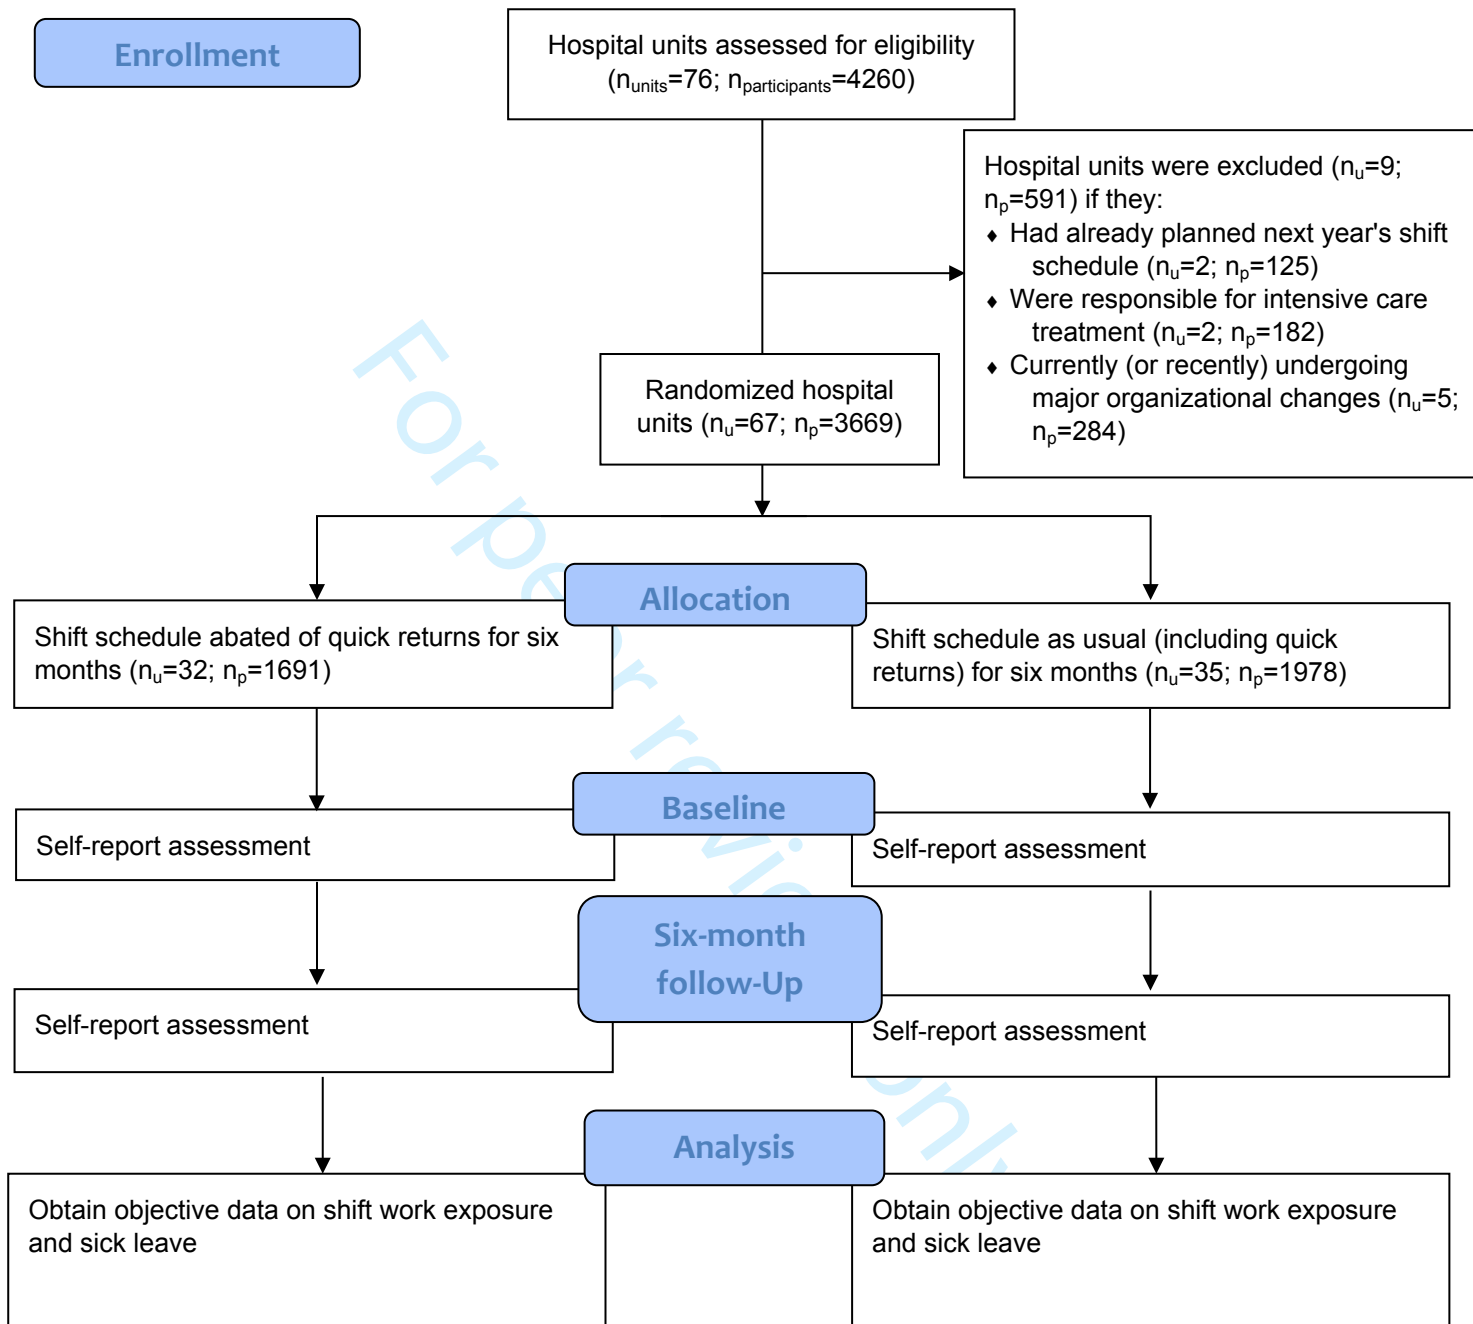 Enrollment
Hospital units assessed for eligibility
(nunits=76; nparticipants=4260)
Hospital units were excluded (nu=9;
np=591) if they:
♦ Had already planned next year's shift
schedule (nu=2; np=125)
♦ Were responsible for intensive care
treatment (nu=2; np=182)
♦ Currently (or recently) undergoing
major organizational changes (nu=5;
np=284)
Randomized hospital
units (nu=67; np=3669)
Allocation
Shift schedule abated of quick returns for six
months (nu=32; np=1691)
Shift schedule as usual (including quick
returns) for six months (nu=35; np=1978)
Baseline
Self-report assessment
Self-report assessment
Six-month
follow-Up
Self-report assessment
Self-report assessment
Analysis
Obtain objective data on shift work exposure
and sick leave
Obtain objective data on shift work exposure
and sick leave
For peer review only